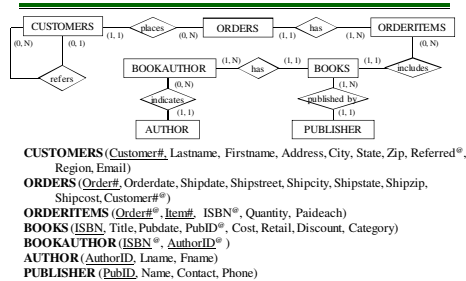 CUSTOMERS places ORDERS has ORDERITEMS
(1, 1) (0, N) (1, 1) (1, N)
(0, N) (0, 1) (0, N)
refers BOOKAUTHOR (1, N) has (1, 1) BOOKS (1, 1) includes
(0, N) (1, N)
indicates published by
(1, 1) (1, 1)
AUTHOR PUBLISHER
CUSTOMERS (Customer#, Lastname, Firstname, Address, City, State, Zip, Referred@,
Region, Email)
ORDERS (Order#, Orderdate, Shipdate, Shipstreet, Shipcity, Shipstate, Shipzip,
Shipcost, Customer#@)
ORDERITEMS (Order#@, Item#, ISBN@, Quantity, Paideach)
BOOKS (ISBN, Title, Pubdate, PubID@, Cost, Retail, Discount, Category)
BOOKAUTHOR (ISBN@, AuthorID@ )
AUTHOR (AuthorID, Lname, Fname)
PUBLISHER (PubID, Name, Contact, Phone)